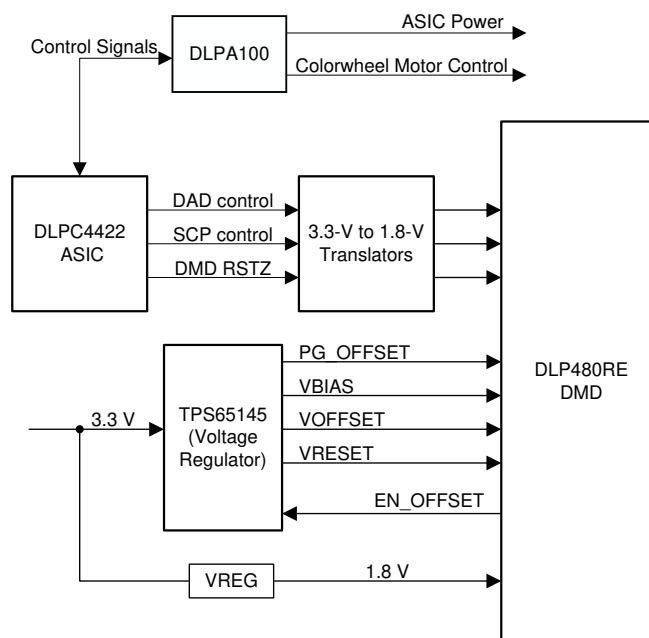 ASIC Power
Control Signals
DLPA100
Colorwheel Motor Control
DAD control
DLPC4422
ASIC
SCP control
DMD RSTZ
3.3-V to 1.8-V
Translators
PG_OFFSET
VBIAS
DLP480RE
DMD
3.3 V
TPS65145
(Voltage
Regulator)
VOFFSET
VRESET
EN_OFFSET
VREG
1.8 V